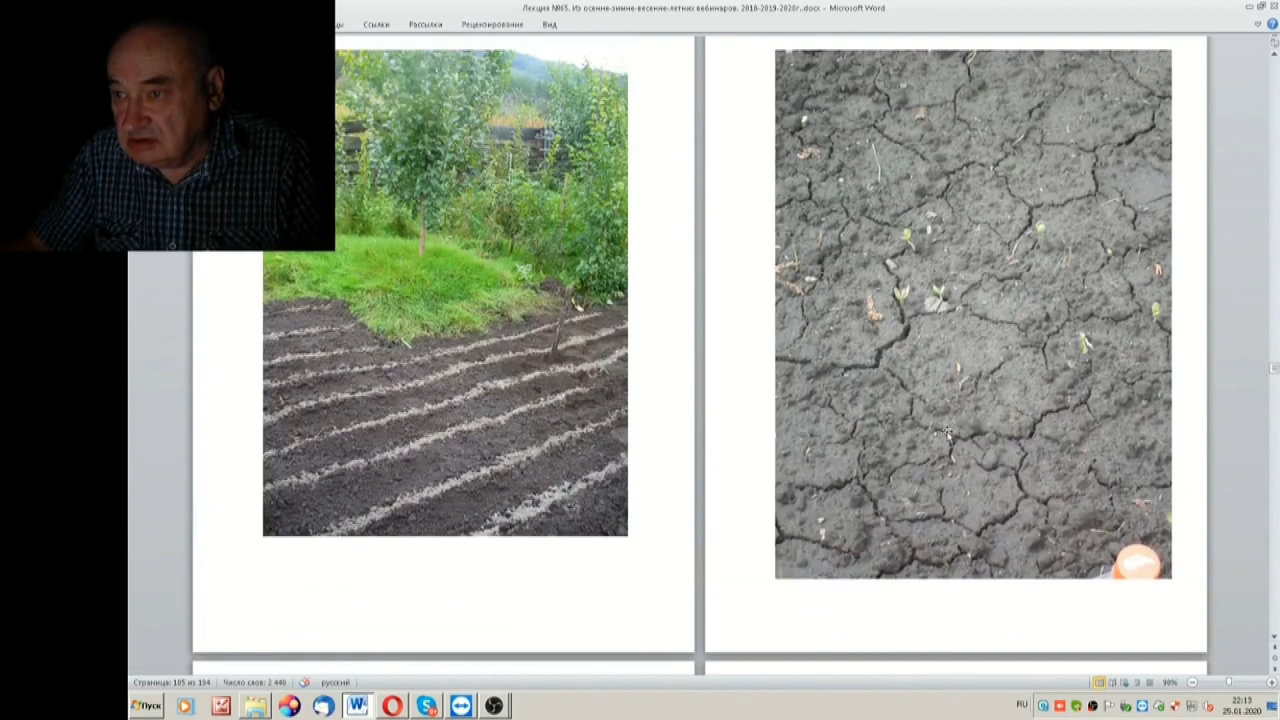 Лекция №65. Из осенне-зимне-весенне-летних вебинаров. 2018-2019-2020г..docx - Microsoft Word
Ссылки Рассылки Рецензирование Вид
Страница: 105 из 194 Число слов: 2 440 русский 90%
Пуск RU 22:13
25.01.2020